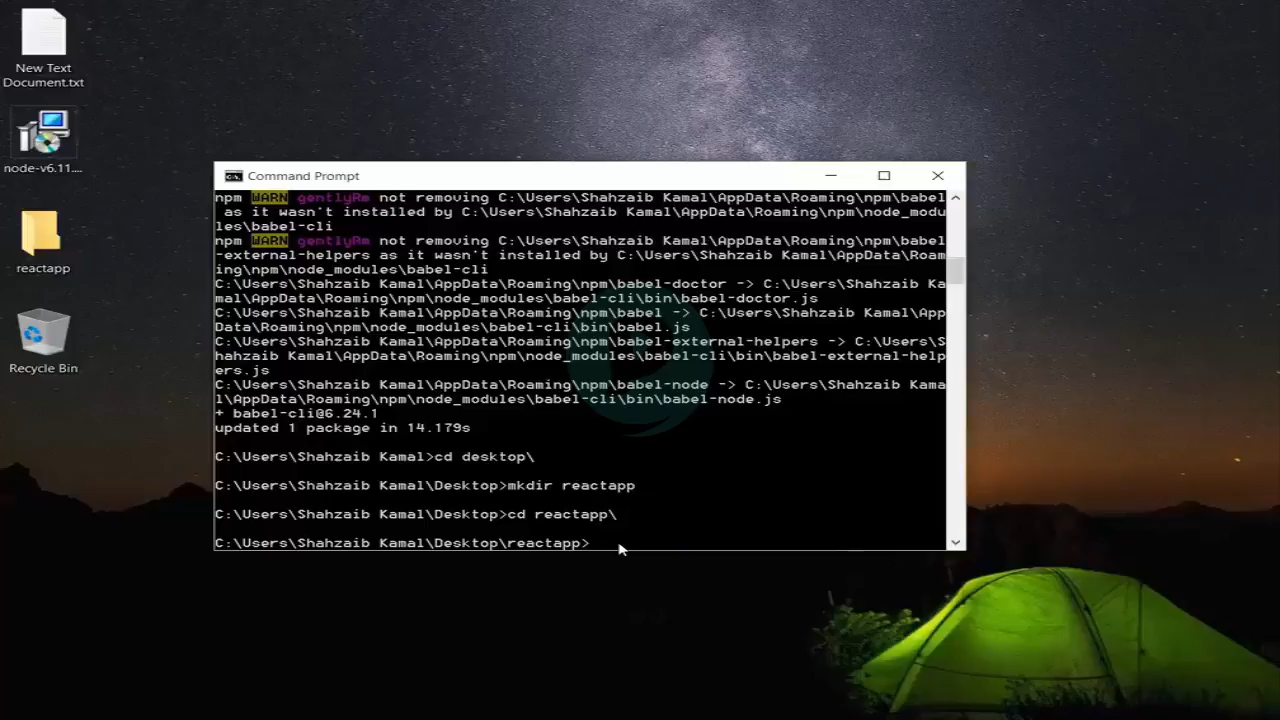 New Text
Document.txt
node-v6.11....
reactapp
Recycle Bin
Command Prompt
npm WARN gentlyRm not removing C:\Users\Shahzaib Kamal\AppData\Roaming\npm\babel
as it wasn't installed by C:\Users\Shahzaib Kamal\AppData\Roaming\npm\node_modu
les\babel-cli
npm WARN gentlyRm not removing C:\Users\Shahzaib Kamal\AppData\Roaming\npm\babel
-external-helpers as it wasn't installed by C:\Users\Shahzaib Kamal\AppData\Roam
ing\npm\node_modules\babel-cli
C:\Users\Shahzaib Kamal\AppData\Roaming\npm\babel-doctor -> C:\Users\Shahzaib Ka
mal\AppData\Roaming\npm\node_modules\babel-cli\bin\babel-doctor.js
C:\Users\Shahzaib Kamal\AppData\Roaming\npm\babel -> C:\Users\Shahzaib Kamal\App
Data\Roaming\npm\node_modules\babel-cli\bin\babel.js
C:\Users\Shahzaib Kamal\AppData\Roaming\npm\babel-external-helpers -> C:\Users\S
hahzaib Kamal\AppData\Roaming\npm\node_modules\babel-cli\bin\babel-external-help
ers.js
C:\Users\Shahzaib Kamal\AppData\Roaming\npm\babel-node -> C:\Users\Shahzaib Kama
l\AppData\Roaming\npm\node_modules\babel-cli\bin\babel-node.js
+ babel-cli@6.24.1
updated 1 package in 14.179s
C:\Users\Shahzaib Kamal>cd desktop\
C:\Users\Shahzaib Kamal\Desktop>mkdir reactapp
C:\Users\Shahzaib Kamal\Desktop>cd reactapp\
C:\Users\Shahzaib Kamal\Desktop\reactapp>